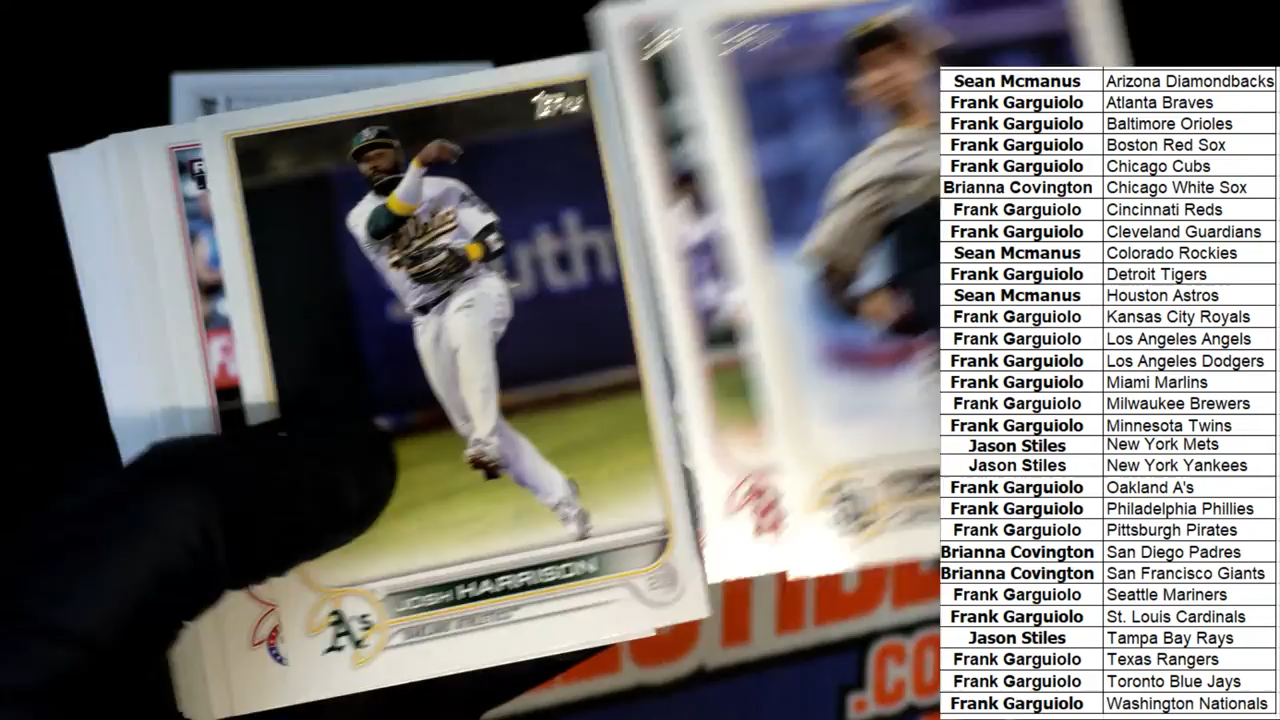 TOPPS
JOSH HARRISON
A's
.CO
Sean Mcmanus Arizona Diamondbacks
Frank Garguiolo Atlanta Braves
Frank Garguiolo Baltimore Orioles
Frank Garguiolo Boston Red Sox
Frank Garguiolo Chicago Cubs
Brianna Covington Chicago White Sox
Frank Garguiolo Cincinnati Reds
Frank Garguiolo Cleveland Guardians
Sean Mcmanus Colorado Rockies
Frank Garguiolo Detroit Tigers
Sean Mcmanus Houston Astros
Frank Garguiolo Kansas City Royals
Frank Garguiolo Los Angeles Angels
Frank Garguiolo Los Angeles Dodgers
Frank Garguiolo Miami Marlins
Frank Garguiolo Milwaukee Brewers
Frank Garguiolo Minnesota Twins
Jason Stiles New York Mets
Jason Stiles New York Yankees
Frank Garguiolo Oakland A's
Frank Garguiolo Philadelphia Phillies
Frank Garguiolo Pittsburgh Pirates
Brianna Covington San Diego Padres
Brianna Covington San Francisco Giants
Frank Garguiolo Seattle Mariners
Frank Garguiolo St. Louis Cardinals
Jason Stiles Tampa Bay Rays
Frank Garguiolo Texas Rangers
Frank Garguiolo Toronto Blue Jays
Frank Garguiolo Washington Nationals